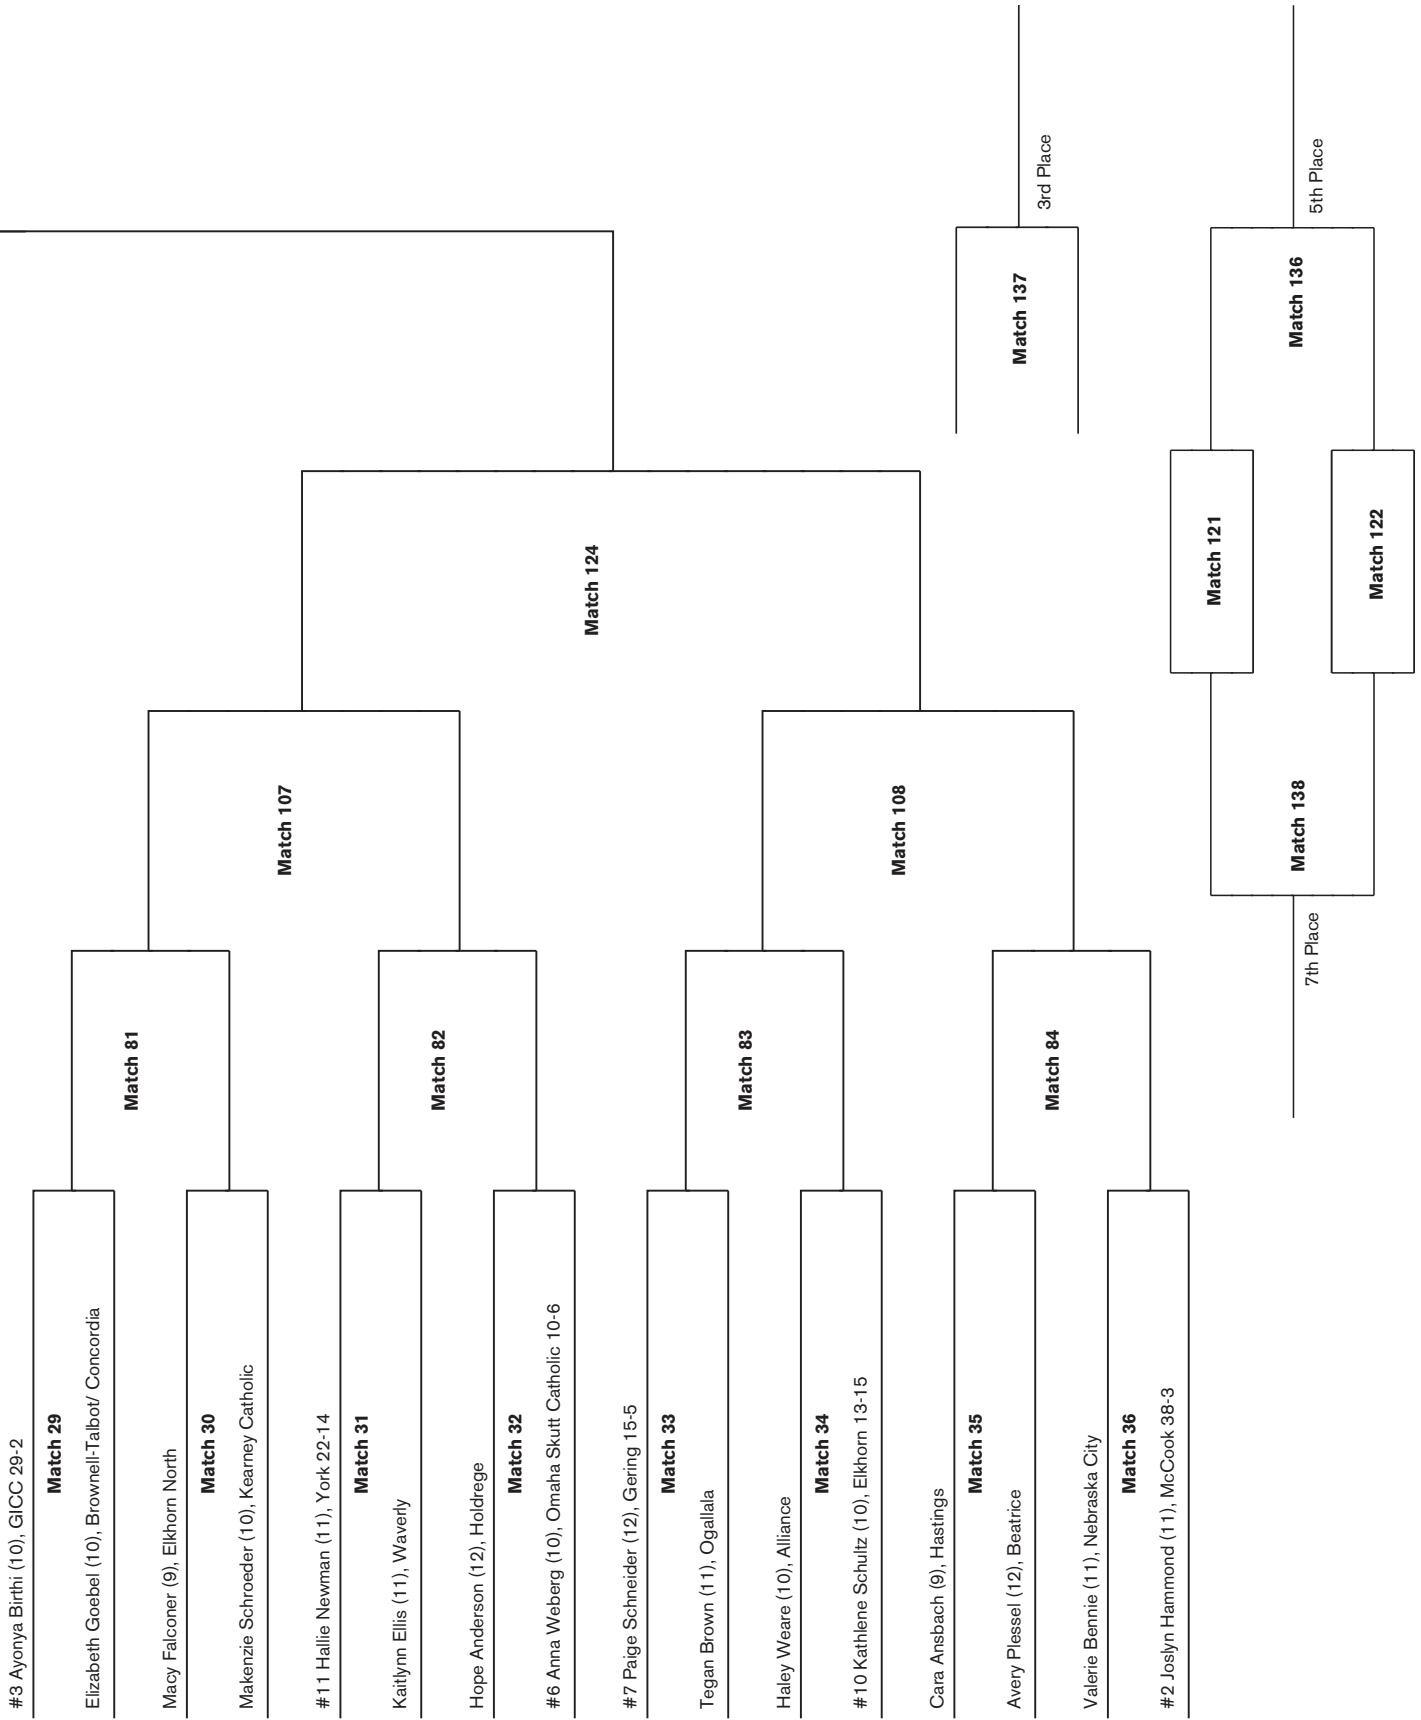 #3 Ayonya Birthi (10), GICC 29-2
Match 29
Elizabeth Goebel (10), Brownell-Talbot/ Concordia
Macy Falconer (9), Elkhorn North
Match 30
Makenzie Schroeder (10), Kearney Catholic
#11 Hallie Newman (11), York 22-14
Match 31
Kaitlynn Ellis (11), Waverly
Hope Anderson (12), Holdrege
Match 32
#6 Anna Weberg (10), Omaha Skutt Catholic 10-6
#7 Paige Schneider (12), Gering 15-5
Match 33
Tegan Brown (11), Ogallala
Haley Weare (10), Alliance
Match 34
#10 Kathlene Schultz (10), Elkhorn 13-15
Cara Ansbach (9), Hastings
Match 35
Avery Plessel (12), Beatrice
Valerie Bennie (11), Nebraska City
Match 36
#2 Joslyn Hammond (11), McCook 38-3
Match 81
Match 82
Match 83
Match 84
Match 107
Match 108
Match 124
Match 137
3rd Place
Match 121
Match 122
Match 136
5th Place
Match 138
7th Place